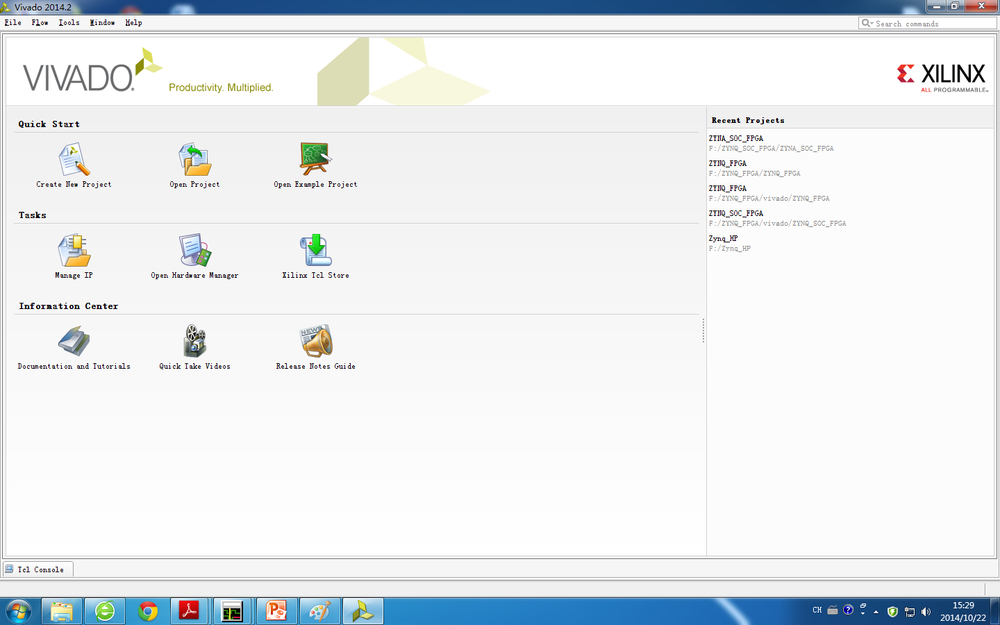 Vivado 2014.2
File Flow Tools Window Help
Search commands
VIVADO.
Productivity. Multiplied.
XILINX
ALL PROGRAMMABLE™
Quick Start
Create New Project
Open Project
Open Example Project
Tasks
Manage IP
Open Hardware Manager
Xilinx Tcl Store
Information Center
NEWS
Documentation and Tutorials
Quick Take Videos
Release Notes Guide
Recent Projects
ZYNA_SOC_FPGA
F:/ZYNQ_SOC_FPGA/ZYNA_SOC_FPGA
ZYNQ_FPGA
F:/ZYNQ_FPGA/ZYNQ_FPGA
ZYNQ_FPGA
F:/ZYNQ_FPGA/vivado/ZYNQ_FPGA
ZYNQ_SOC_FPGA
F:/ZYNQ_FPGA/vivado/ZYNQ_SOC_FPGA
Zynq_HP
F:/Zynq_HP
Tcl Console
CH
15:29
2014/10/22